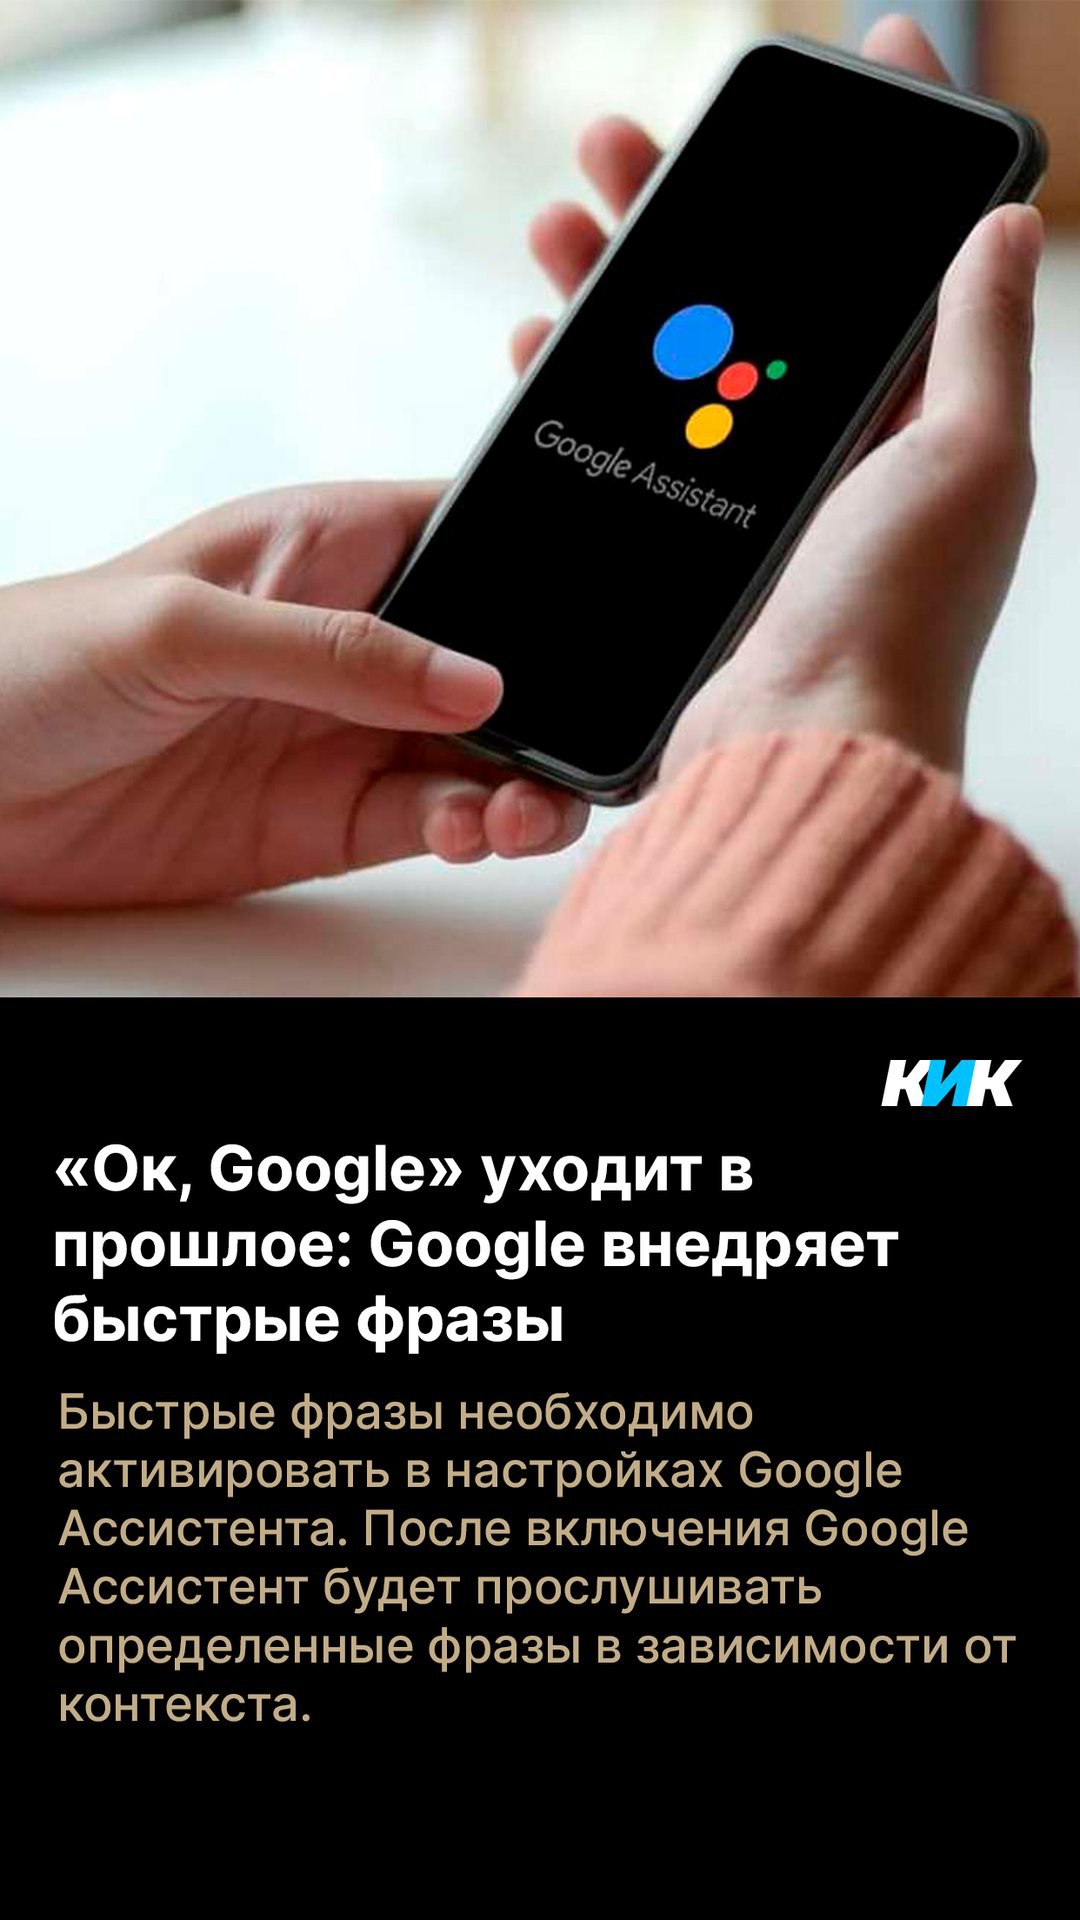 Google Assistant
КИК
«Ок, Google» уходит в
прошлое: Google внедряет
быстрые фразы
Быстрые фразы необходимо
активировать в настройках Google
Ассистента. После включения Google
Ассистент будет прослушивать
определенные фразы в зависимости от
контекста.